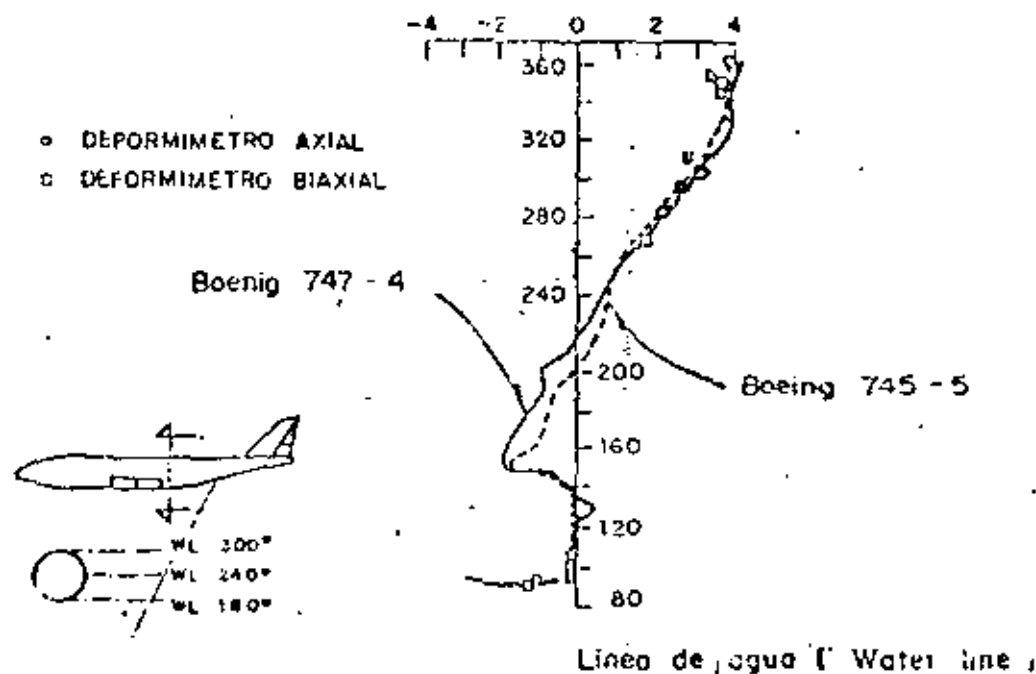 -4 -2 0 2 4
360
o DEFORMIMETRO AXIAL
320
□ DEFORMIMETRO BIAXIAL
280
Boenig 747 - 4
240
200
Boeing 745 - 5
160
120
WL 300"
WL 240"
WL 180"
80
Línea de agua (" Water line